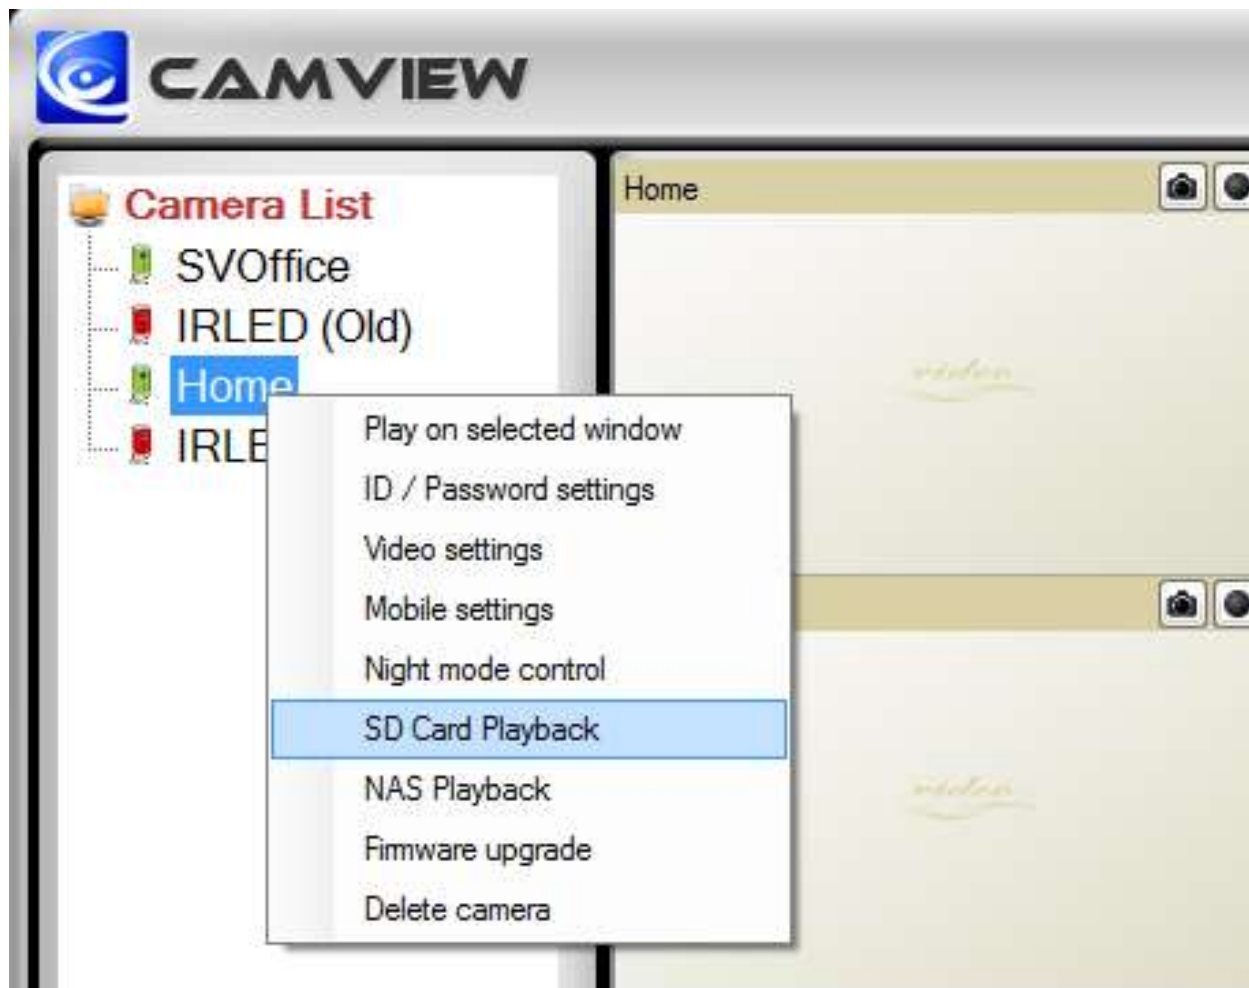 CAMVIEW
Camera List
SVOffice
IRLED (Old)
Home
IRLE
Play on selected window
ID / Password settings
Video settings
Mobile settings
Night mode control
SD Card Playback
NAS Playback
Firmware upgrade
Delete camera
Home